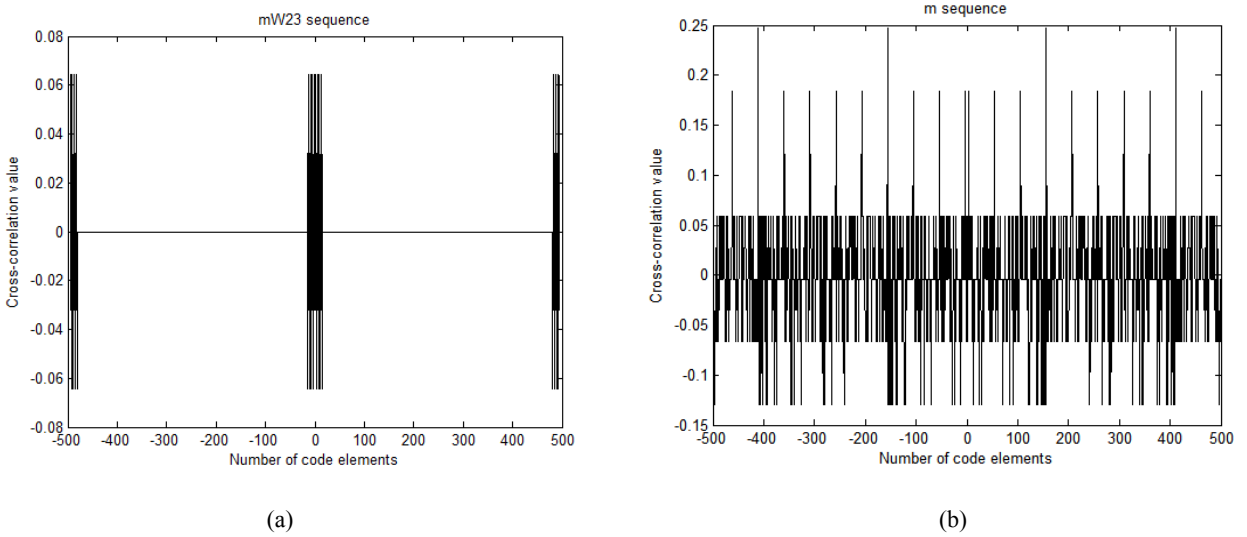 mW23 sequence
0.08
0.06
0.04
0.02
0
-0.02
-0.04
-0.06
-0.08
-500 -400 -300 -200 -100 0 100 200 300 400 500
Cross-correlation value
Number of code elements
(a)
m sequence
0.25
0.2
0.15
0.1
0.05
0
-0.05
-0.1
-0.15
-500 -400 -300 -200 -100 0 100 200 300 400 500
Cross-correlation value
Number of code elements
(b)